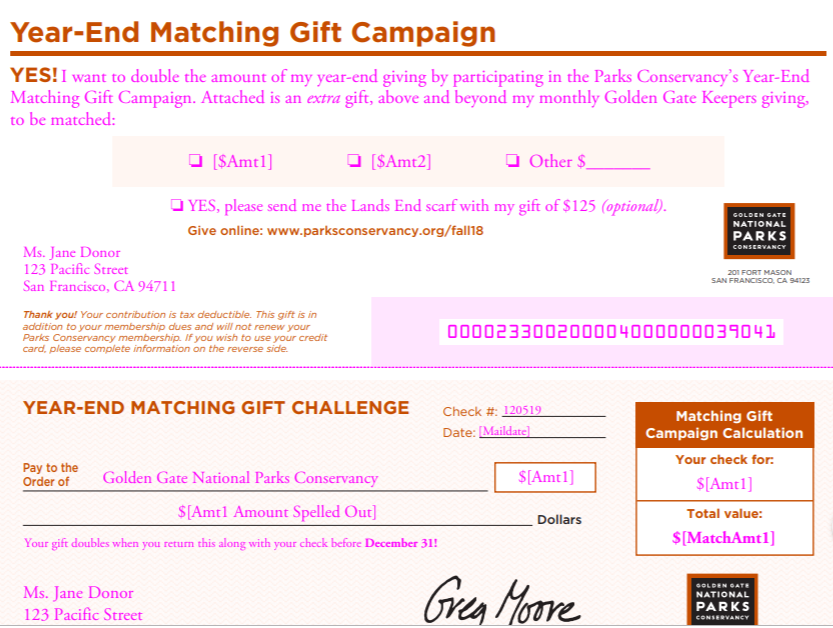 Year-End Matching Gift Campaign
YES! I want to double the amount of my year-end giving by participating in the Parks Conservancy's Year-End
Matching Gift Campaign. Attached is an extra gift, above and beyond my monthly Golden Gate Keepers giving,
to be matched:
❏ [$Amt1] ❏ [$Amt2] ❏ Other $_______
❏ YES, please send me the Lands End scarf with my gift of $125 (optional).
Give online: www.parksconservancy.org/fall18
GOLDEN GATE
NATIONAL
PARKS
CONSERVANCY
201 FORT MASON
SAN FRANCISCO, CA 94123
Ms. Jane Donor
123 Pacific Street
San Francisco, CA 94711
Thank you! Your contribution is tax deductible. This gift is in
addition to your membership dues and will not renew your
Parks Conservancy membership. If you wish to use your credit
card, please complete information on the reverse side.
0000233002000040000000039041
YEAR-END MATCHING GIFT CHALLENGE
Check #: 120519
Date: [Maildate]
Pay to the
Order of
Golden Gate National Parks Conservancy
$[Amt1]
$[Amt1 Amount Spelled Out]
Dollars
Your gift doubles when you return this along with your check before December 31!
Matching Gift
Campaign Calculation
Your check for:
$[Amt1]
Total value:
$[MatchAmt1]
Ms. Jane Donor
123 Pacific Street
Greg Moore
GOLDEN GATE
NATIONAL
PARKS
CONSERVANCY